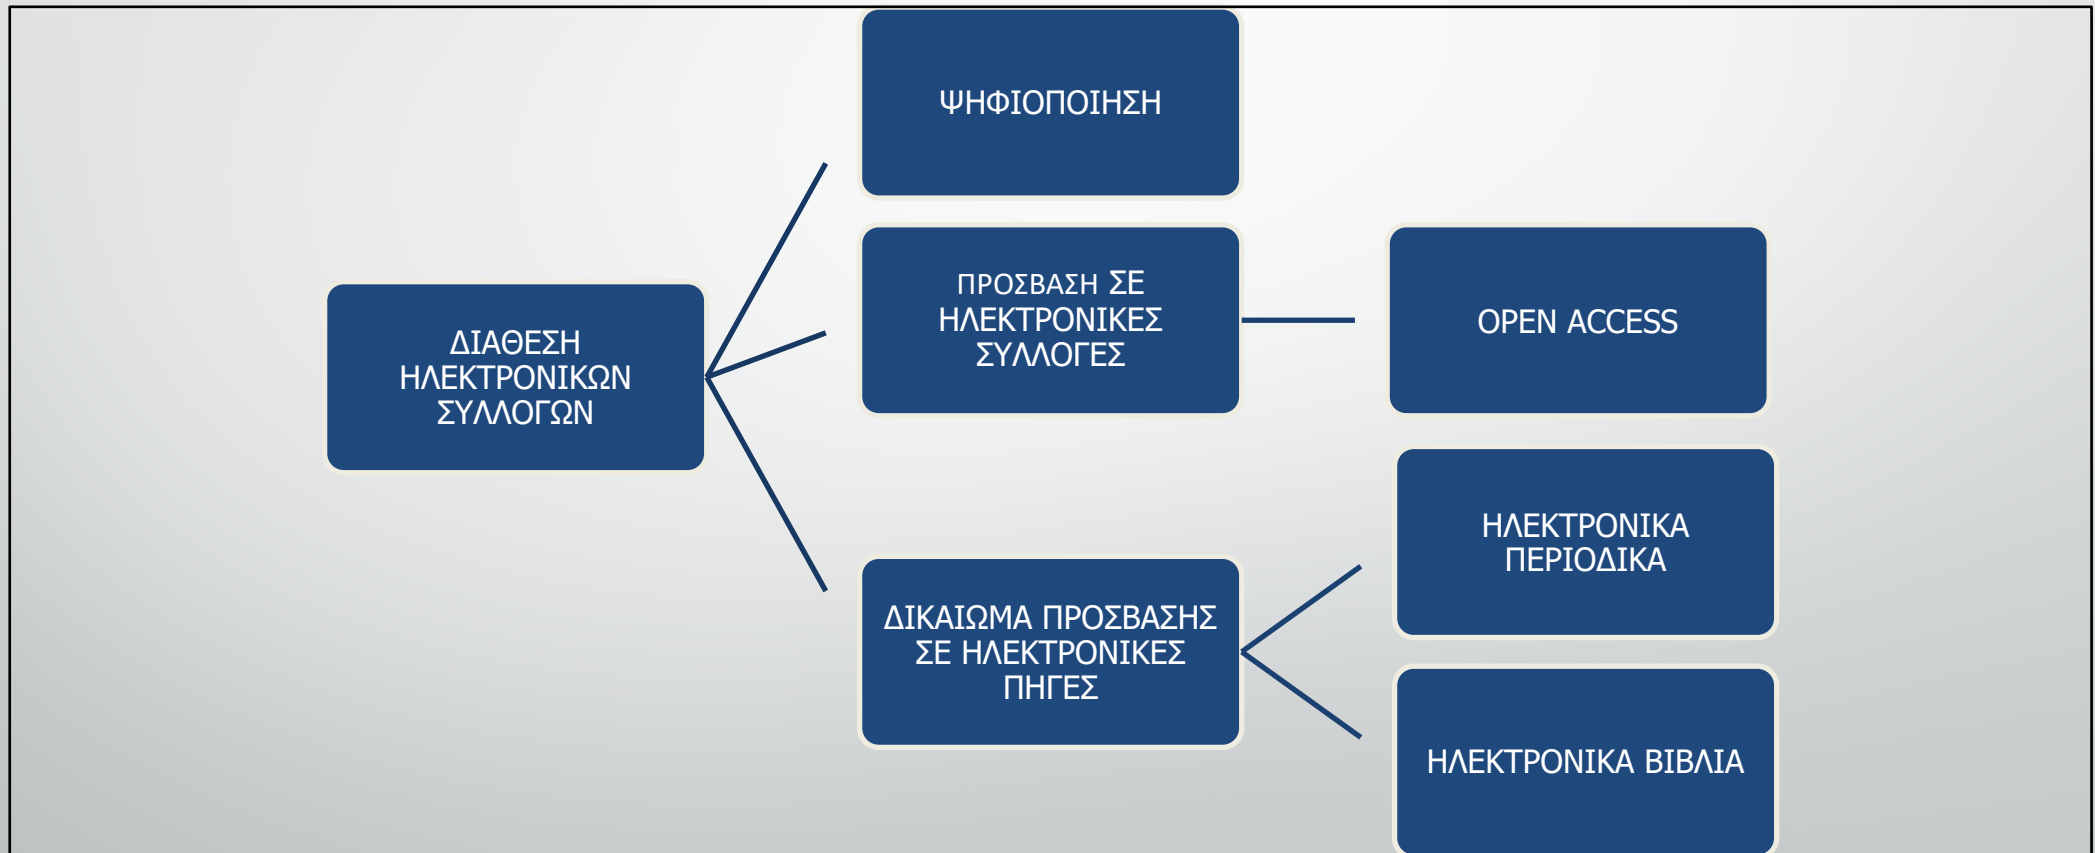 ΨΗΦΙΟΠΟΙΗΣΗ
ΔΙΑΘΕΣΗ
ΗΛΕΚΤΡΟΝΙΚΩΝ
ΣΥΛΛΟΓΩΝ
ΠΡΟΣΒΑΣΗ ΣΕ
ΗΛΕΚΤΡΟΝΙΚΕΣ
ΣΥΛΛΟΓΕΣ
OPEN ACCESS
ΔΙΚΑΙΩΜΑ ΠΡΟΣΒΑΣΗΣ
ΣΕ ΗΛΕΚΤΡΟΝΙΚΕΣ
ΠΗΓΕΣ
ΗΛΕΚΤΡΟΝΙΚΑ
ΠΕΡΙΟΔΙΚΑ
ΗΛΕΚΤΡΟΝΙΚΑ ΒΙΒΛΙΑ